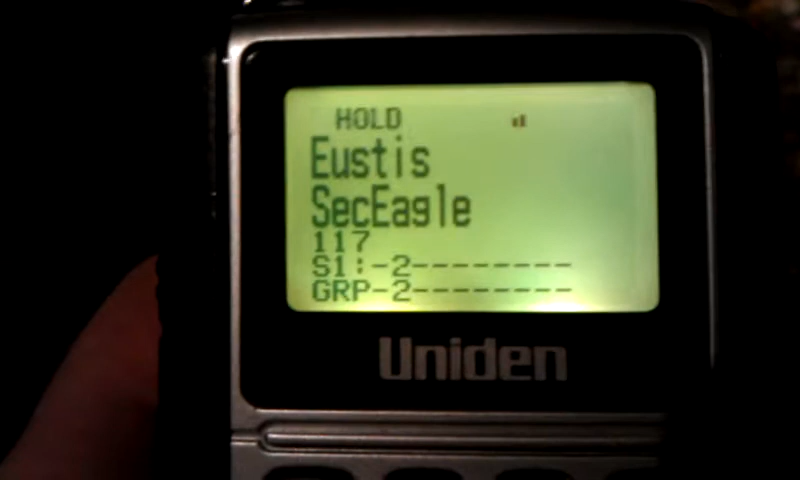 HOLD
Eustis
SecEagle
117
S1:-2--------
GRP-2--------
Uniden